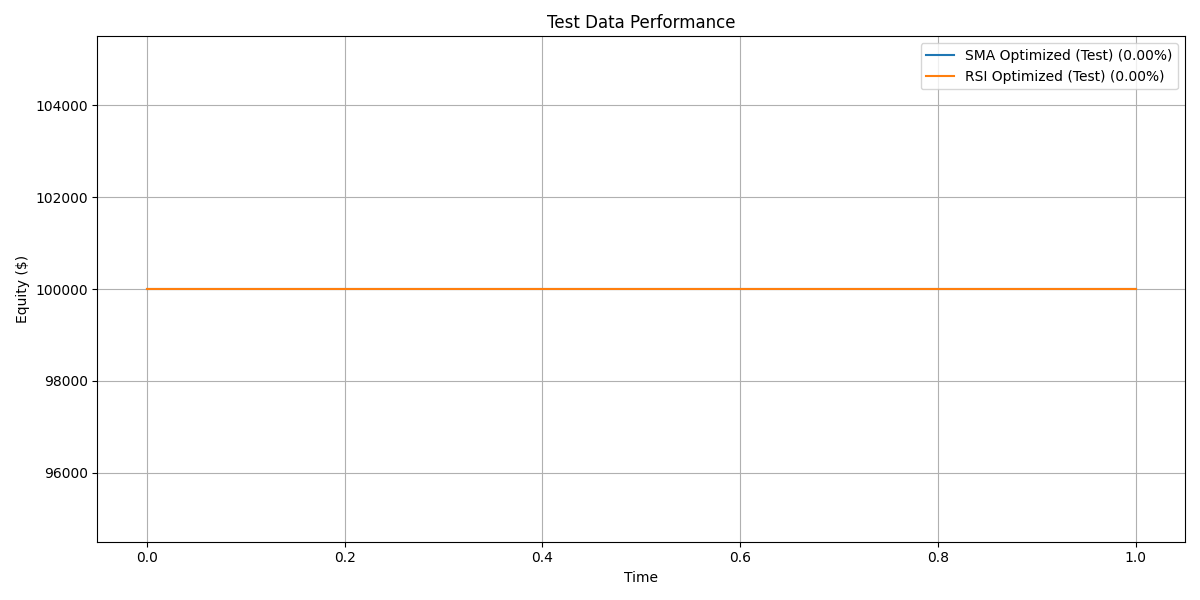 Test Data Performance
SMA Optimized (Test) (0.00%)
RSI Optimized (Test) (0.00%)
Equity ($)
104000
102000
100000
98000
96000
0.0
0.2
0.4
0.6
0.8
1.0
Time